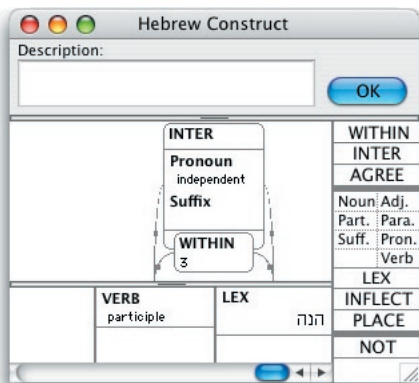 Hebrew Construct
Description:
OK
INTER
Pronoun
independent
Suffix
WITHIN
3
VERB
participle
LEX
הנה
WITHIN
INTER
AGREE
Noun Adj.
Part. Para.
Suff. Pron.
Verb
LEX
INFLECT
PLACE
NOT